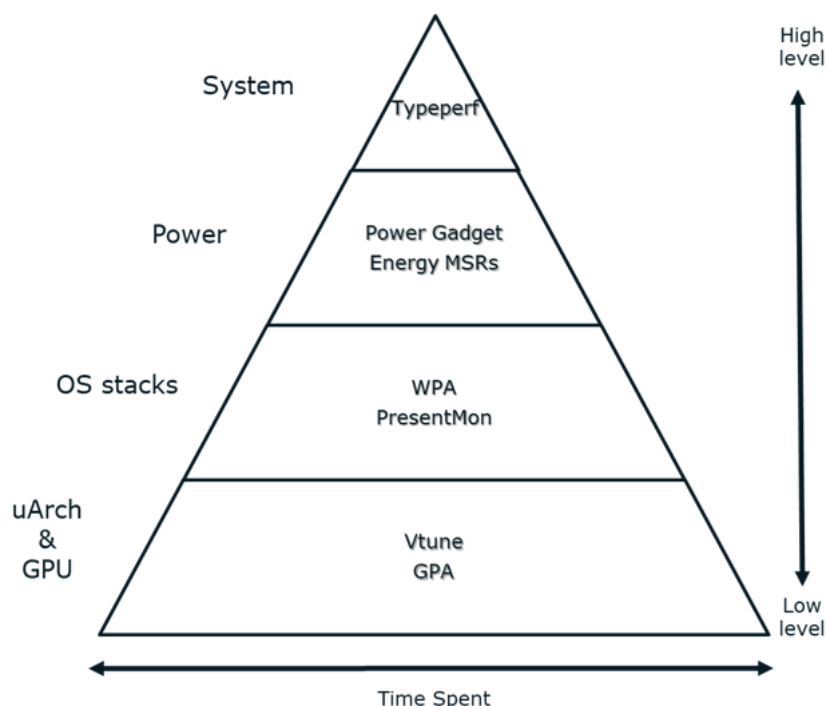 High
level
System
Typeperf
Power
Power Gadget
Energy MSRs
OS stacks
WPA
PresentMon
uArch
&
GPU
Vtune
GPA
Low
level
Time Spent